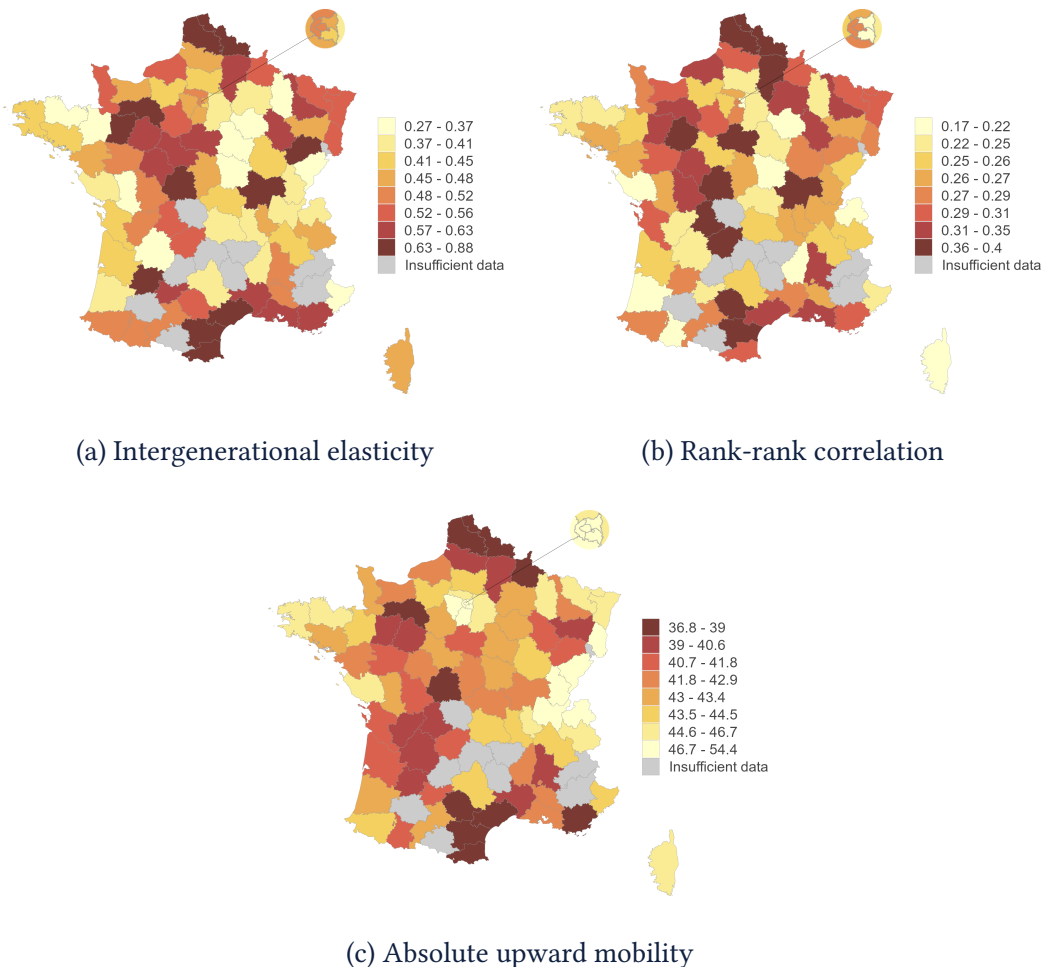 0.27 - 0.37
0.37 - 0.41
0.41 - 0.45
0.45 - 0.48
0.48 - 0.52
0.52 - 0.56
0.57 - 0.63
0.63 - 0.88
Insufficient data
(a) Intergenerational elasticity
0.17 - 0.22
0.22 - 0.25
0.25 - 0.26
0.26 - 0.27
0.27 - 0.29
0.29 - 0.31
0.31 - 0.35
0.36 - 0.4
Insufficient data
(b) Rank-rank correlation
36.8 - 39
39 - 40.6
40.7 - 41.8
41.8 - 42.9
43 - 43.4
43.5 - 44.5
44.6 - 46.7
46.7 - 54.4
Insufficient data
(c) Absolute upward mobility